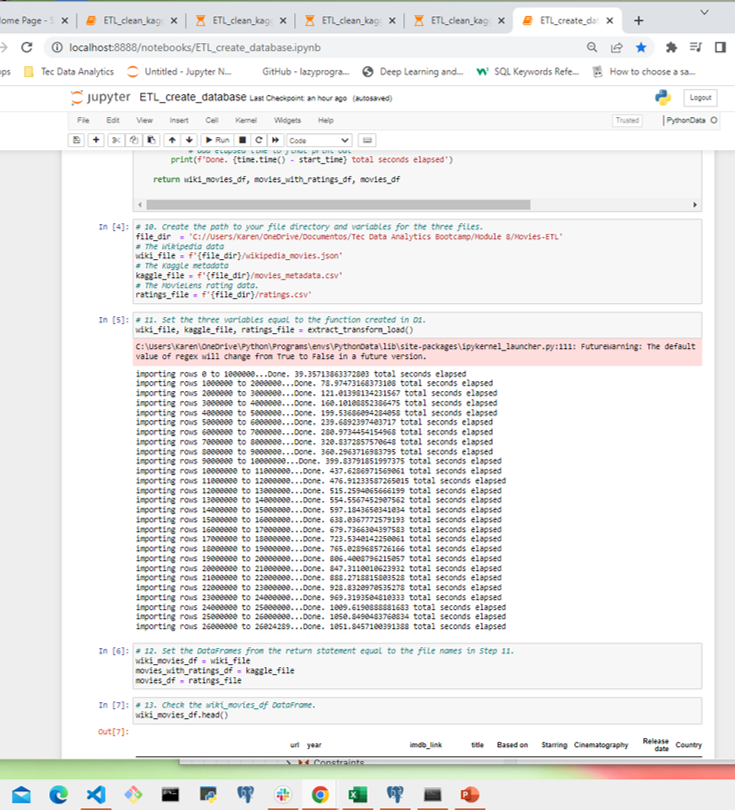 ome Page - S
ETL_clean_kag
ETL_clean_kag
ETL_clean_kag
ETL_clean_kag
ETL_create_dat
localhost:8888/notebooks/ETL_create_database.ipynb
ps Tec Data Analytics Untitled - Jupyter N... GitHub - lazyprogra... Deep Learning and... SQL Keywords Refe... How to choose a sa...
jupyter ETL_create_database Last Checkpoint: an hour ago (autosaved) Logout
File Edit View Insert Cell Kernel Widgets Help Trusted PythonData
Run Code
# add elapsed time to final print out
print(f'Done. {time.time() - start_time} total seconds elapsed')
return wiki_movies_df, movies_with_ratings_df, movies_df
In [4]: # 10. Create the path to your file directory and variables for the three files.
file_dir = 'C://Users/Karen/OneDrive/Documentos/Tec Data Analytics Bootcamp/Module 8/Movies-ETL'
# The Wikipedia data
wiki_file = f'{file_dir}/wikipedia_movies.json'
# The Kaggle metadata
kaggle_file = f'{file_dir}/movies_metadata.csv'
# The MovieLens rating data.
ratings_file = f'{file_dir}/ratings.csv'
In [5]: # 11. Set the three variables equal to the function created in D1.
wiki_file, kaggle_file, ratings_file = extract_transform_load()
C:\Users\Karen\OneDrive\Python\Programs\envs\PythonData\lib\site-packages\ipykernel_launcher.py:111: FutureWarning: The default
value of regex will change from True to False in a future version.
importing rows 0 to 1000000...Done. 39.35713863372803 total seconds elapsed
importing rows 1000000 to 2000000...Done. 78.97473168373108 total seconds elapsed
importing rows 2000000 to 3000000...Done. 121.01398134231567 total seconds elapsed
importing rows 3000000 to 4000000...Done. 160.10108852386475 total seconds elapsed
importing rows 4000000 to 5000000...Done. 199.53686094284058 total seconds elapsed
importing rows 5000000 to 6000000...Done. 239.6892397403717 total seconds elapsed
importing rows 6000000 to 7000000...Done. 280.9734454154968 total seconds elapsed
importing rows 7000000 to 8000000...Done. 320.8372857570648 total seconds elapsed
importing rows 8000000 to 9000000...Done. 360.2963716983795 total seconds elapsed
importing rows 9000000 to 10000000...Done. 399.83791851997375 total seconds elapsed
importing rows 10000000 to 11000000...Done. 437.6286971569061 total seconds elapsed
importing rows 11000000 to 12000000...Done. 476.91233587265015 total seconds elapsed
importing rows 12000000 to 13000000...Done. 515.2594065666199 total seconds elapsed
importing rows 13000000 to 14000000...Done. 554.5567452907562 total seconds elapsed
importing rows 14000000 to 15000000...Done. 597.1843650341034 total seconds elapsed
importing rows 15000000 to 16000000...Done. 638.0367772579193 total seconds elapsed
importing rows 16000000 to 17000000...Done. 679.7366304397583 total seconds elapsed
importing rows 17000000 to 18000000...Done. 723.5340142250061 total seconds elapsed
importing rows 18000000 to 19000000...Done. 765.0289685726166 total seconds elapsed
importing rows 19000000 to 20000000...Done. 806.4008796215057 total seconds elapsed
importing rows 20000000 to 21000000...Done. 847.3110010623932 total seconds elapsed
importing rows 21000000 to 22000000...Done. 888.2718815803528 total seconds elapsed
importing rows 22000000 to 23000000...Done. 928.8320970535278 total seconds elapsed
importing rows 23000000 to 24000000...Done. 969.3193504810333 total seconds elapsed
importing rows 24000000 to 25000000...Done. 1009.6190888881683 total seconds elapsed
importing rows 25000000 to 26000000...Done. 1050.8490483760834 total seconds elapsed
importing rows 26000000 to 26024289...Done. 1051.8457100391388 total seconds elapsed
In [6]: # 12. Set the DataFrames from the return statement equal to the file names in Step 11.
wiki_movies_df = wiki_file
movies_with_ratings_df = kaggle_file
movies_df = ratings_file
In [7]: # 13. Check the wiki_movies_df DataFrame.
wiki_movies_df.head()
Out[7]:
url year imdb_link title Based on Starring Cinematography Release date Country
Constraints